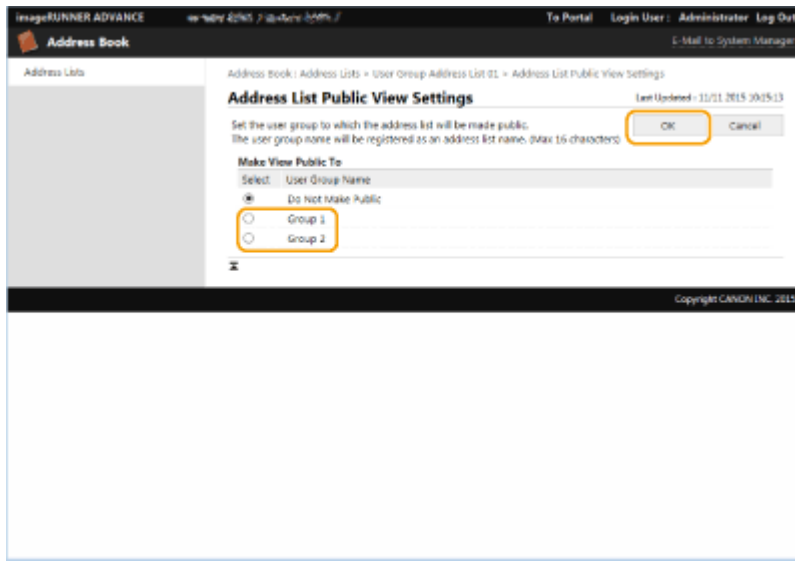 imageRUNNER ADVANCE To Portal Login User : Administrator Log Out
Address Book E-Mail to System Manager
Address Lists
Address Book : Address Lists > User Group Address List 01 > Address List Public View Settings
Address List Public View Settings Last Updated : 11/11 2015 10:15:13
Set the user group to which the address list will be made public.
The user group name will be registered as an address list name. (Max 16 characters)
OK Cancel
Make View Public To
Select User Group Name
Do Not Make Public
Group 1
Group 2
Copyright CANON INC. 2015